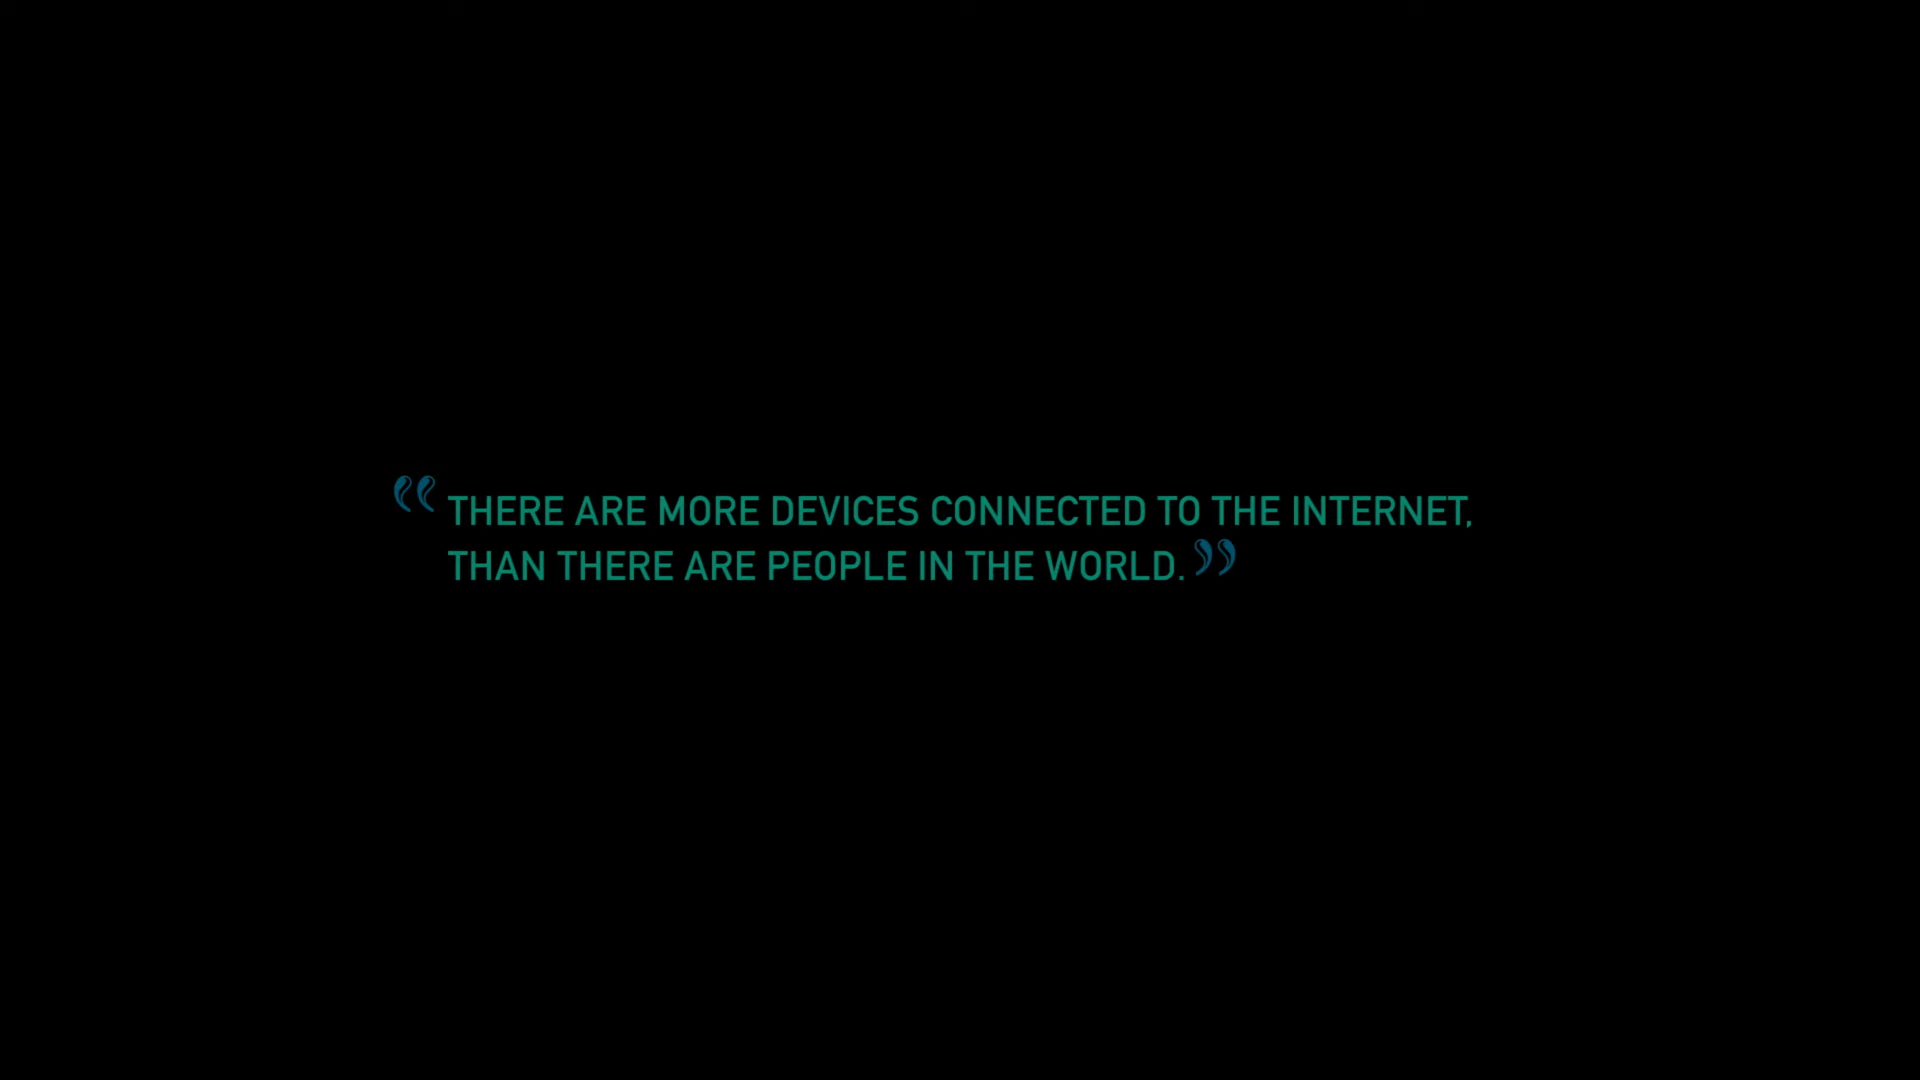 “THERE ARE MORE DEVICES CONNECTED TO THE INTERNET,
THAN THERE ARE PEOPLE IN THE WORLD.”